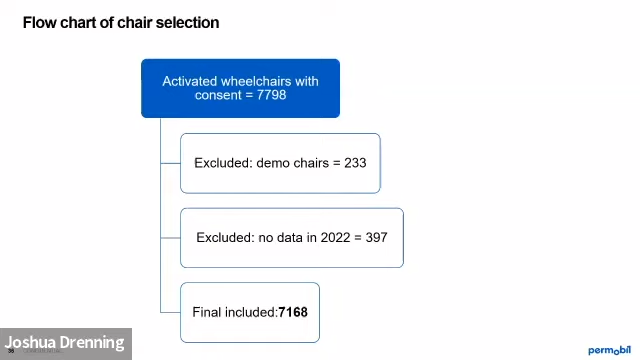 Flow chart of chair selection
Activated wheelchairs with
consent = 7798
Excluded: demo chairs = 233
Excluded: no data in 2022 = 397
Final included:7168
Joshua Drenning
permobil